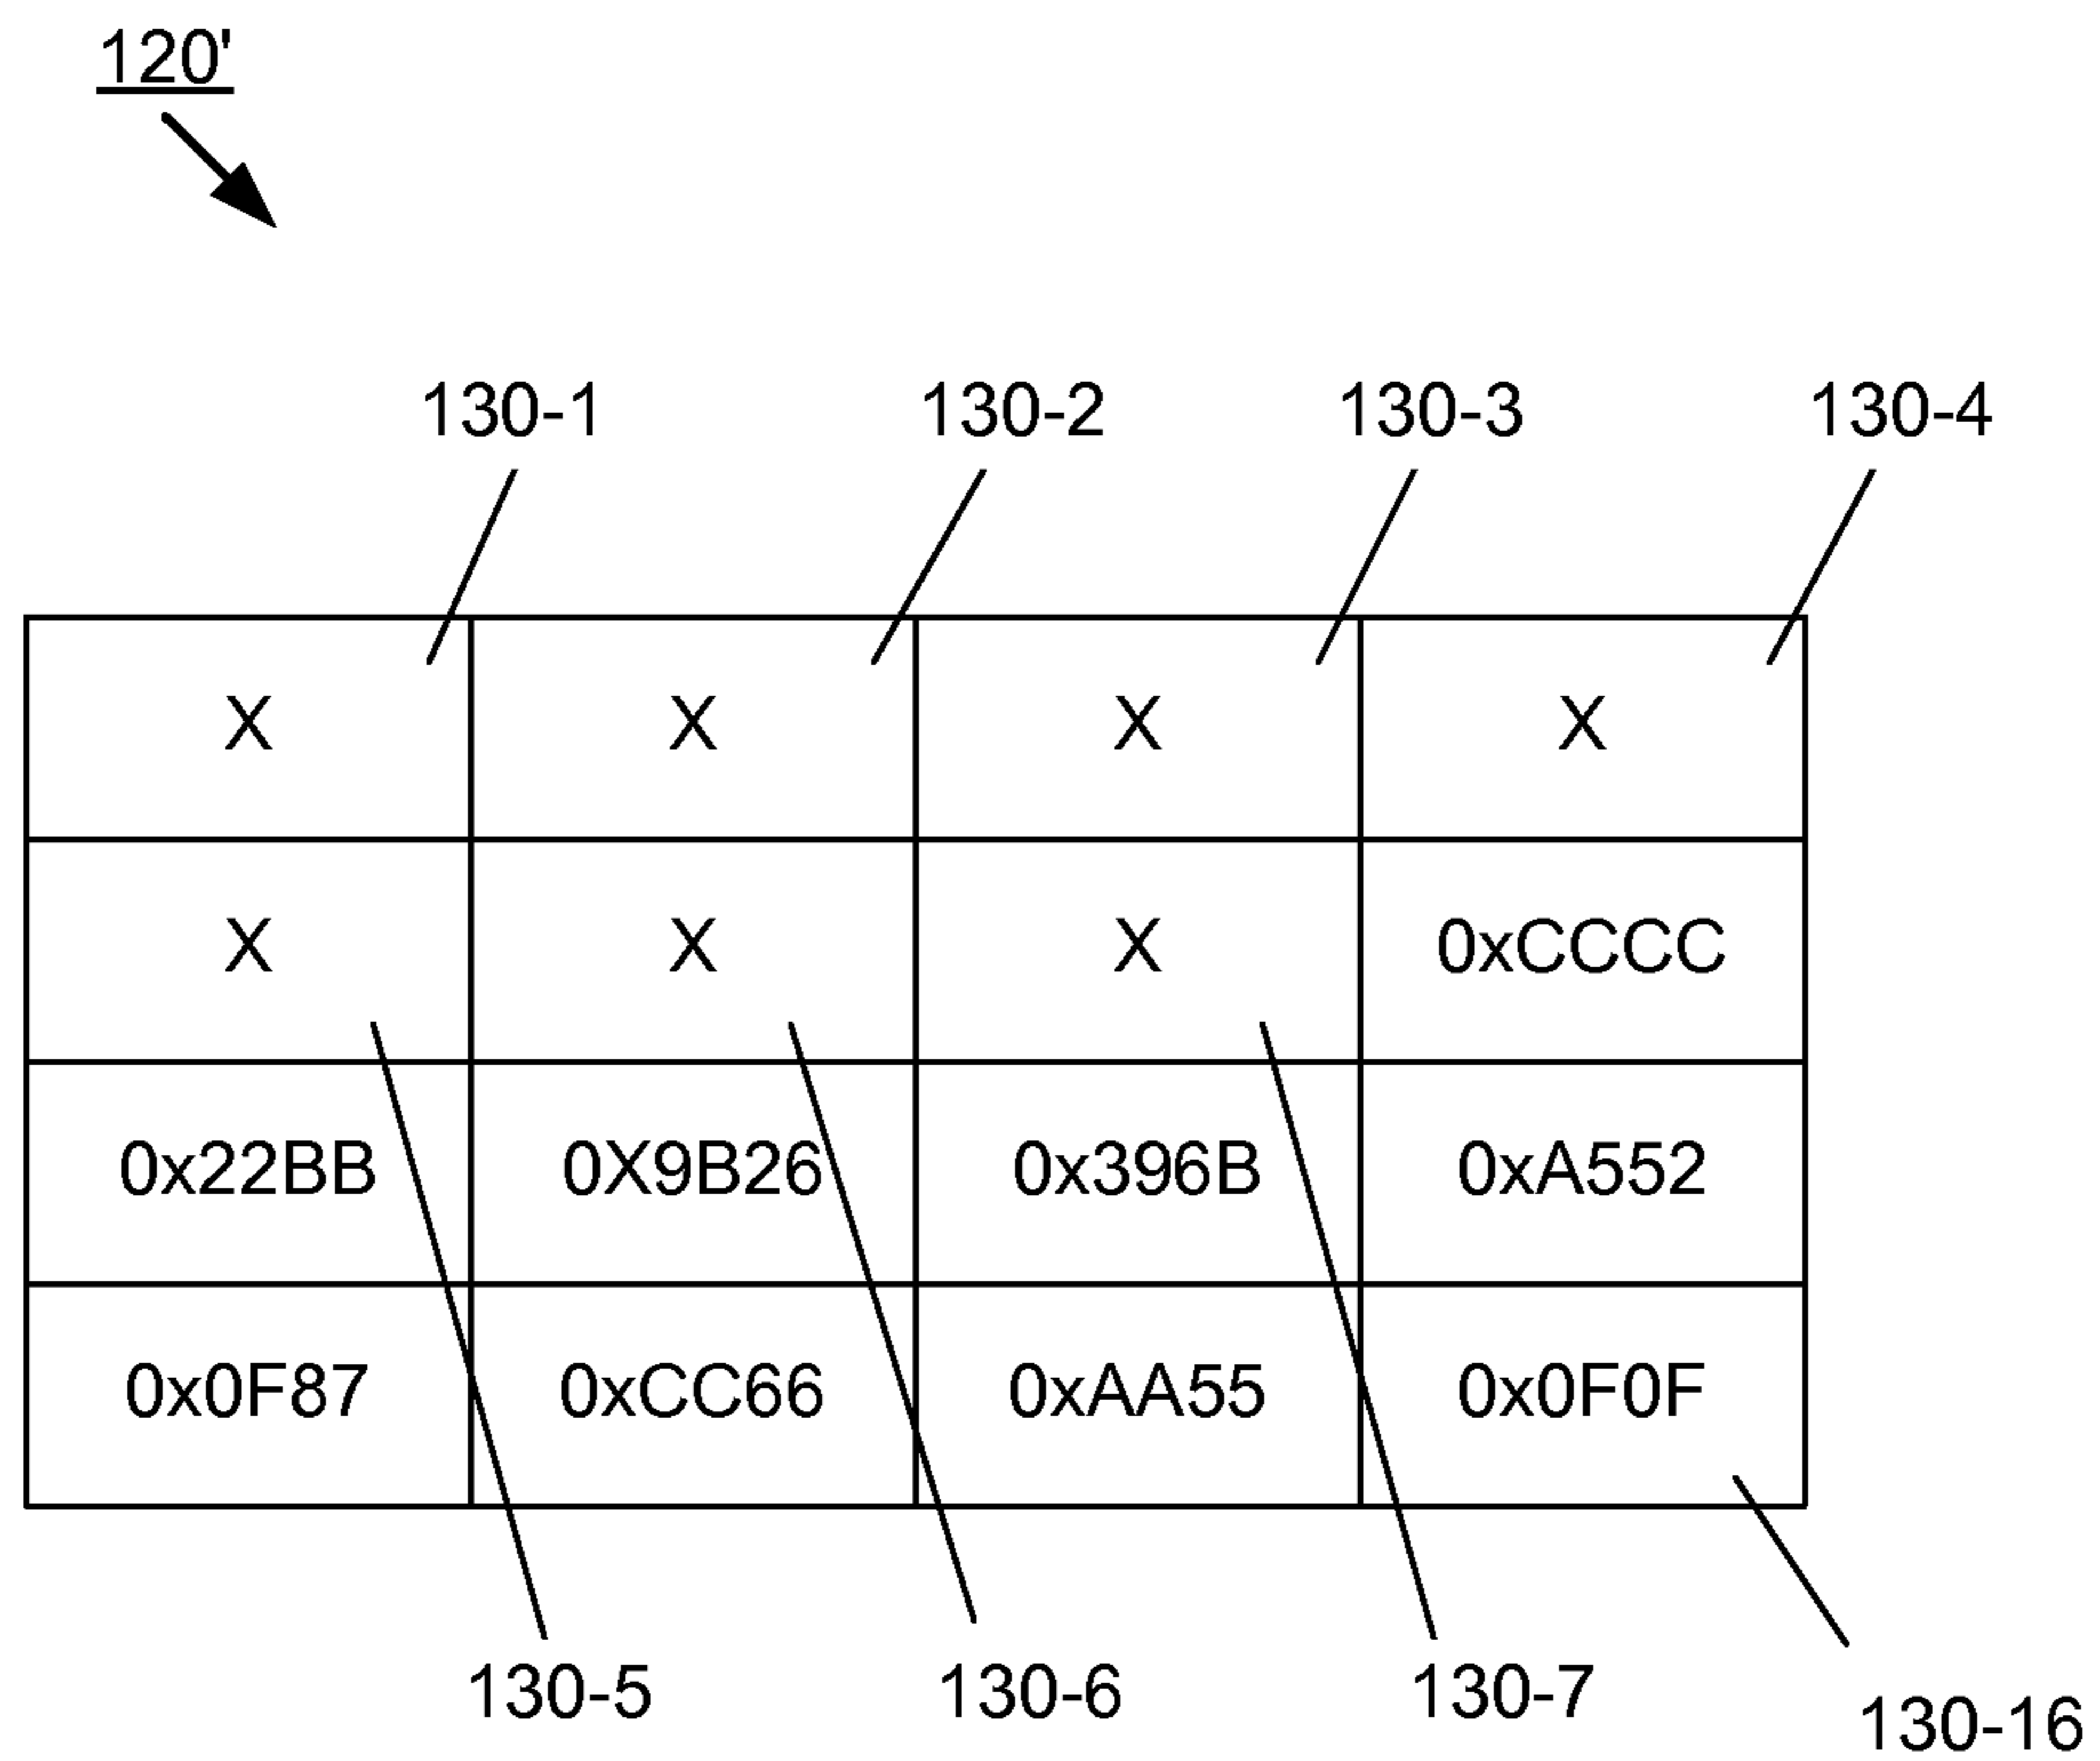 120'
130-1 130-2 130-3 130-4
X X X X
X X X 0xCCCC
0x22BB 0X9B26 0x396B 0xA552
0x0F87 0xCC66 0xAA55 0x0F0F
130-5 130-6 130-7 130-16